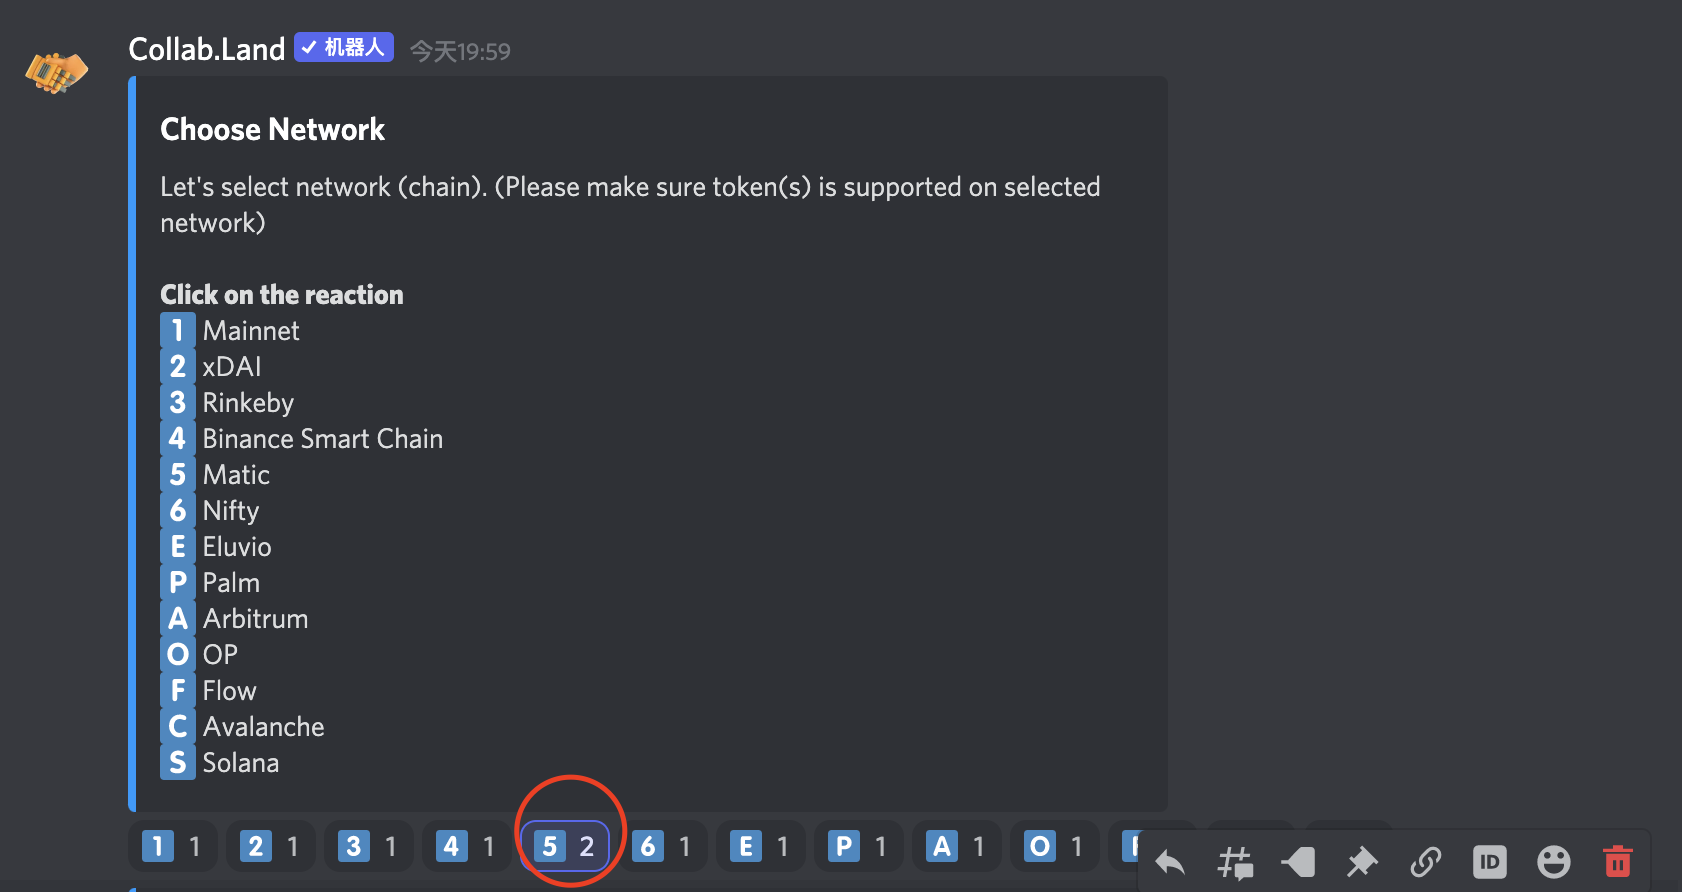 Collab.Land ✓ 机器人 今天19:59
Choose Network
Let's select network (chain). (Please make sure token(s) is supported on selected
network)
Click on the reaction
1 Mainnet
2 xDAI
3 Rinkeby
4 Binance Smart Chain
5 Matic
6 Nifty
E Eluvio
P Palm
A Arbitrum
O OP
F Flow
C Avalanche
S Solana
1 1 2 1 3 1 4 1 5 2 6 1 E 1 P 1 A 1 O 1
ID